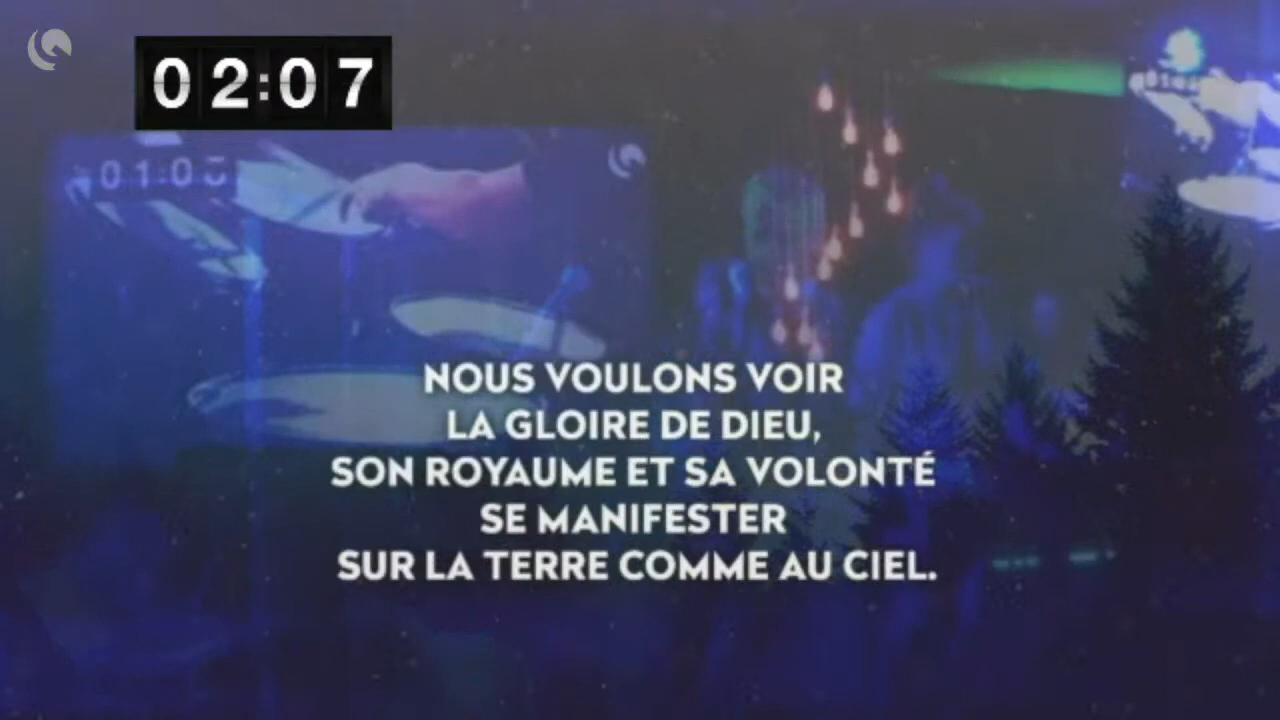 02:07
NOUS VOULONS VOIR
LA GLOIRE DE DIEU,
SON ROYAUME ET SA VOLONTÉ
SE MANIFESTER
SUR LA TERRE COMME AU CIEL.